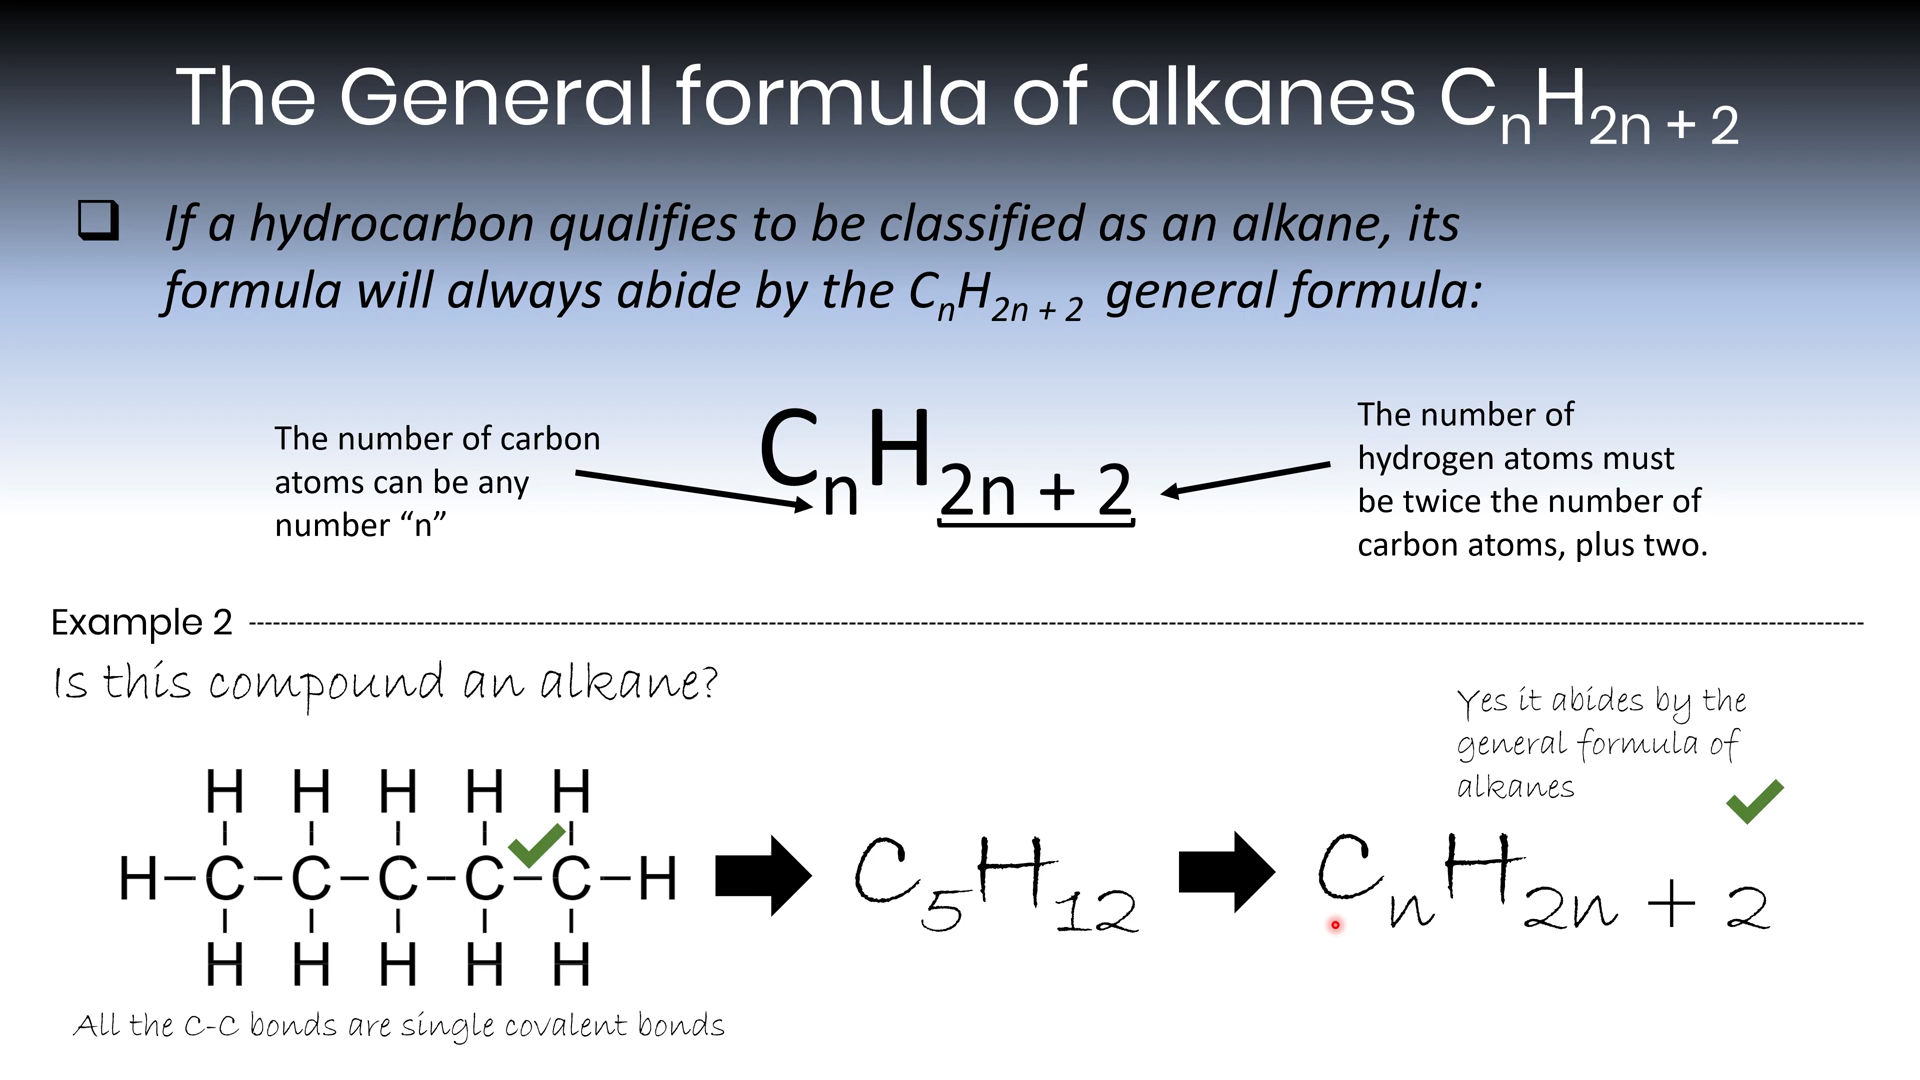 The General formula of alkanes CnH2n + 2
❑ If a hydrocarbon qualifies to be classified as an alkane, its
formula will always abide by the CnH2n + 2 general formula:
The number of carbon
atoms can be any
number “n”
CnH2n + 2
The number of
hydrogen atoms must
be twice the number of
carbon atoms, plus two.
Example 2
Is this compound an alkane?
Yes it abides by the
general formula of
alkanes
H H H H H
H–C–C–C–C–C–H
H H H H H
C5H12
CnH2n + 2
All the C-C bonds are single covalent bonds